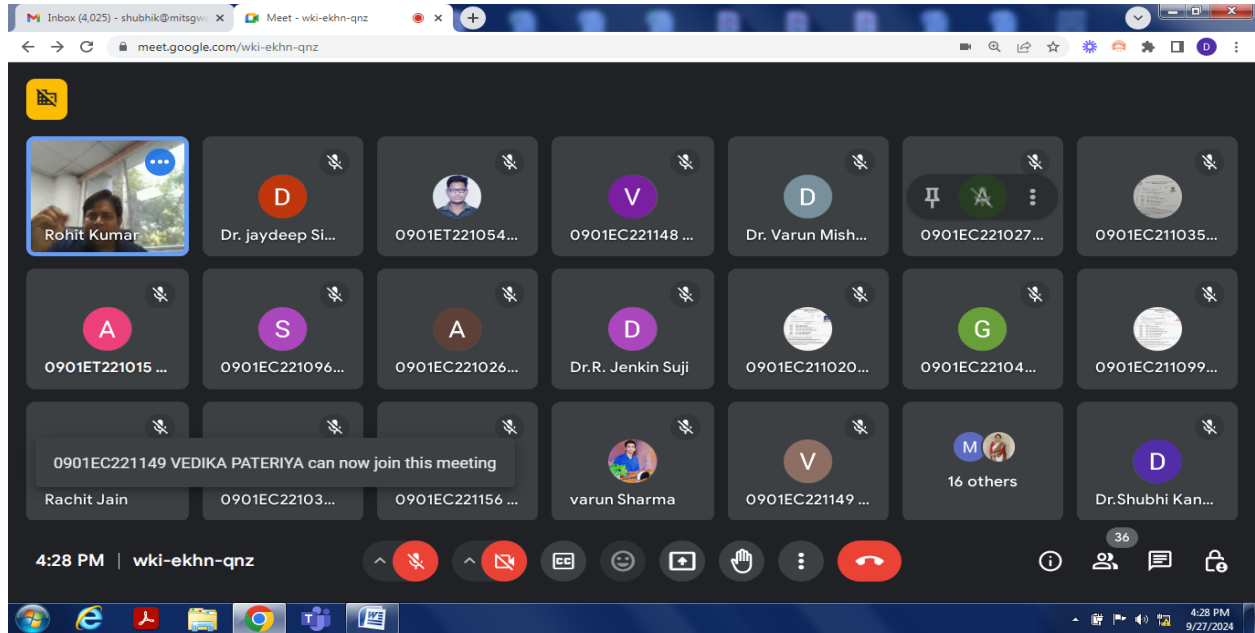 Inbox (4,025) - shubhik@mitsgw
Meet - wki-ekhn-qnz
meet.google.com/wki-ekhn-qnz
D
Rohit Kumar
D
Dr. jaydeep Si...
0901ET221054...
V
0901EC221148 ...
D
Dr. Varun Mish...
A
0901EC221027...
0901EC211035...
A
0901ET221015 ...
S
0901EC221096...
A
0901EC221026...
D
Dr.R. Jenkin Suji
0901EC211020...
G
0901EC22104...
0901EC211099...
0901EC221149 VEDIKA PATERIYA can now join this meeting
Rachit Jain
0901EC22103...
0901EC221156 ...
varun Sharma
V
0901EC221149 ...
M
16 others
D
Dr.Shubhi Kan...
4:28 PM | wki-ekhn-qnz
CC
36
4:28 PM
9/27/2024